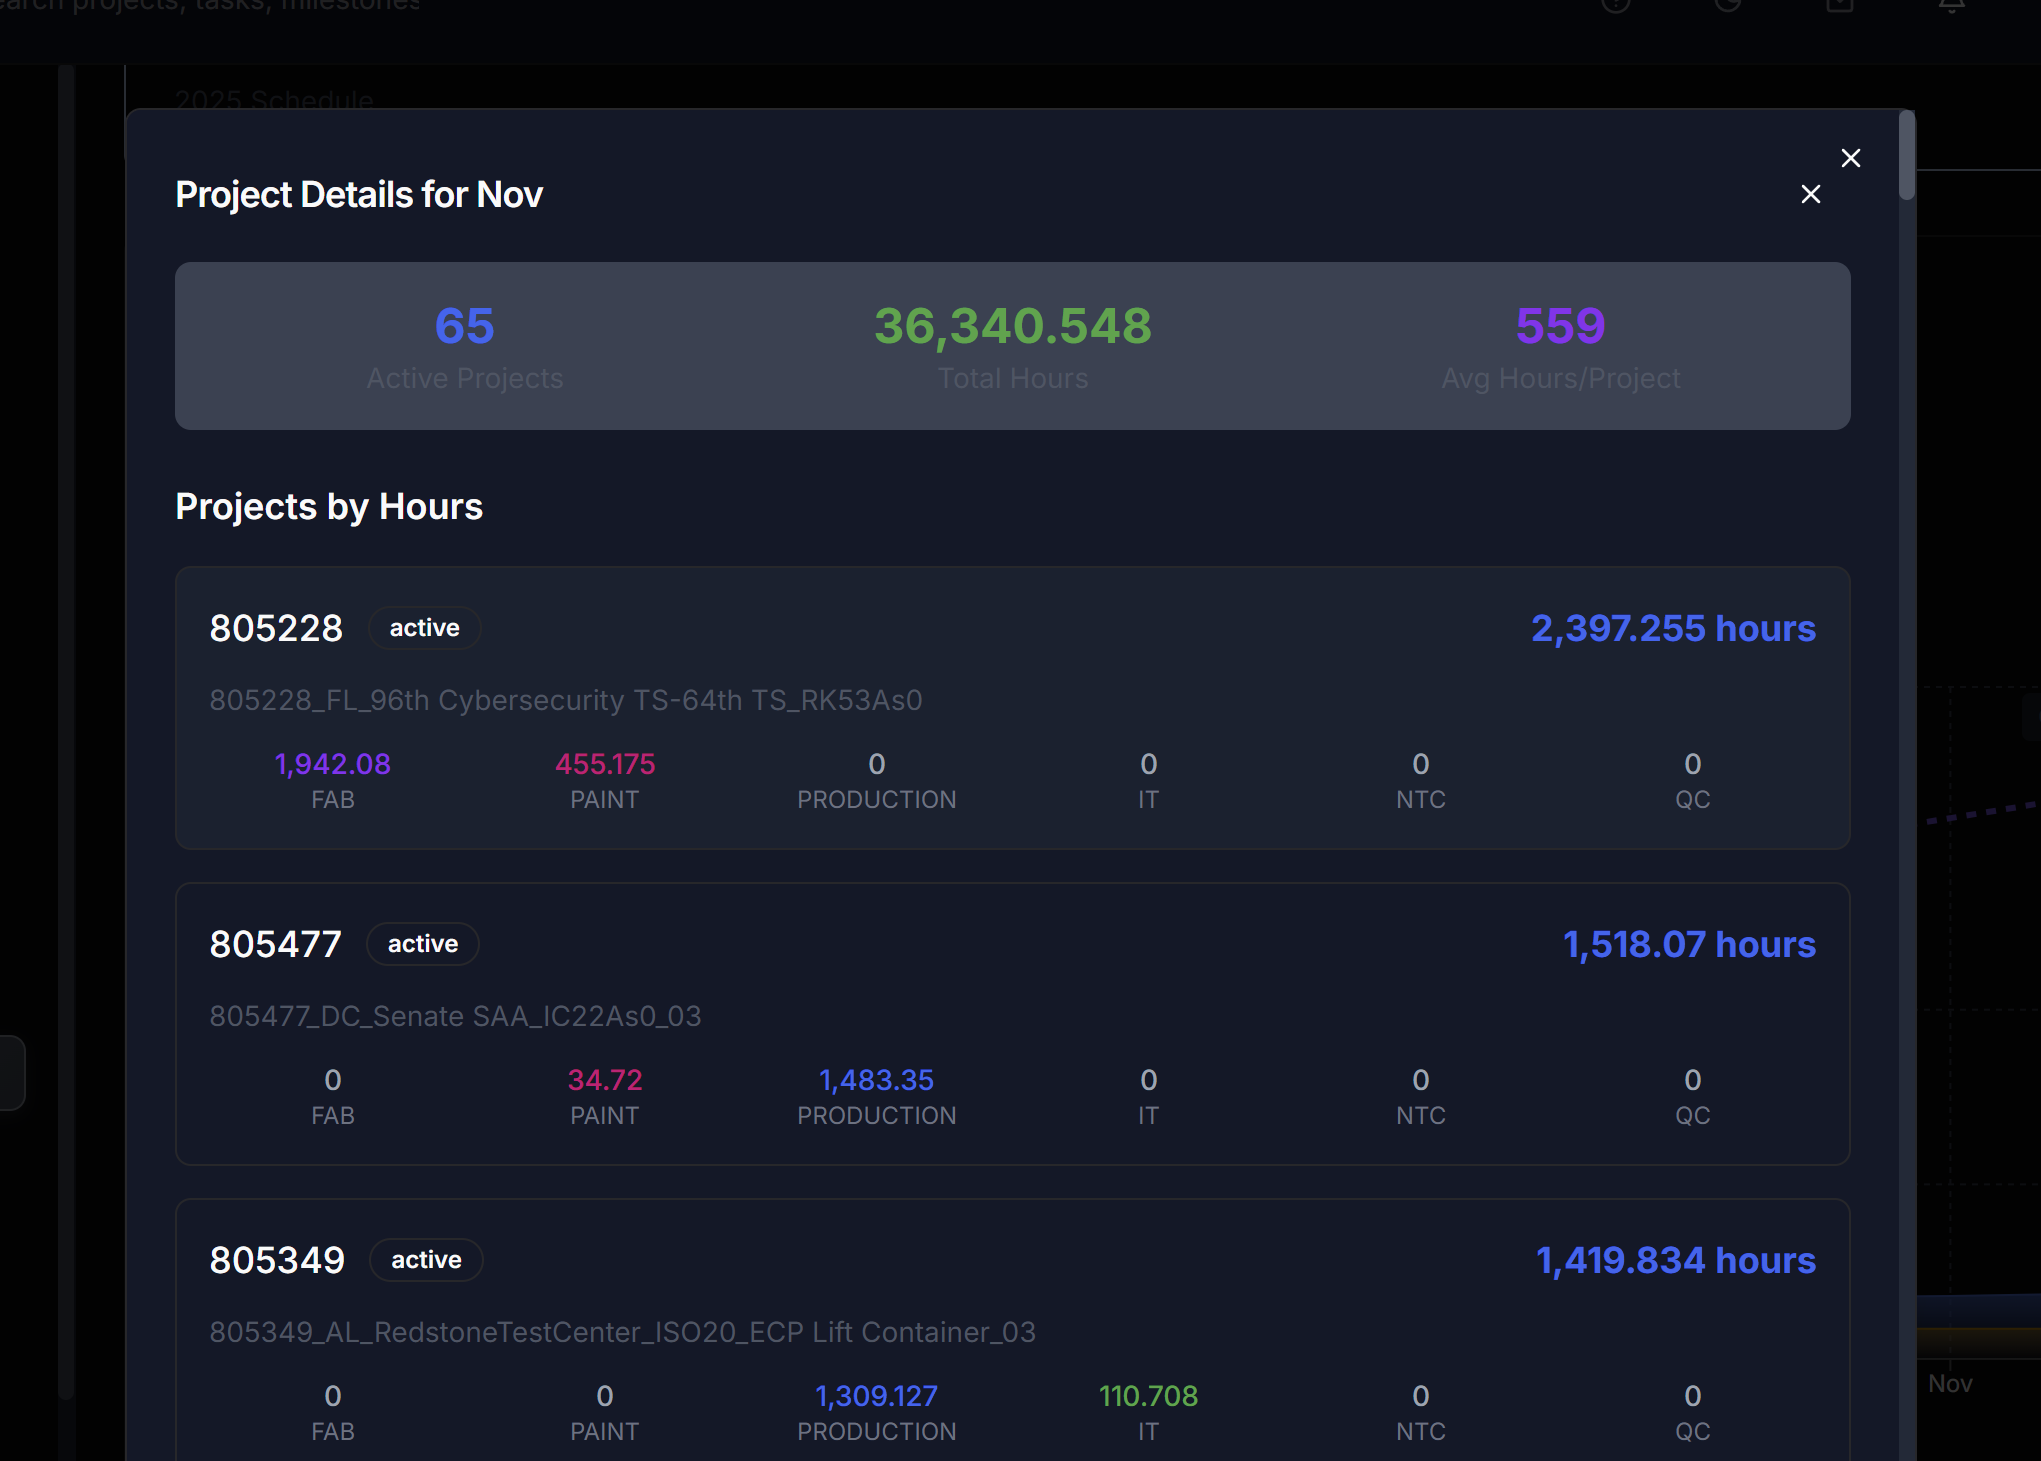 search projects, tasks, milestones
2025 Schedule
Project Details for Nov
65
Active Projects
36,340.548
Total Hours
559
Avg Hours/Project
Projects by Hours
805228 active 2,397.255 hours
805228_FL_96th Cybersecurity TS-64th TS_RK53As0
1,942.08 455.175 0 0 0 0
FAB PAINT PRODUCTION IT NTC QC
805477 active 1,518.07 hours
805477_DC_Senate SAA_IC22As0_03
0 34.72 1,483.35 0 0 0
FAB PAINT PRODUCTION IT NTC QC
805349 active 1,419.834 hours
805349_AL_RedstoneTestCenter_ISO20_ECP Lift Container_03
0 0 1,309.127 110.708 0 0
FAB PAINT PRODUCTION IT NTC QC
Nov